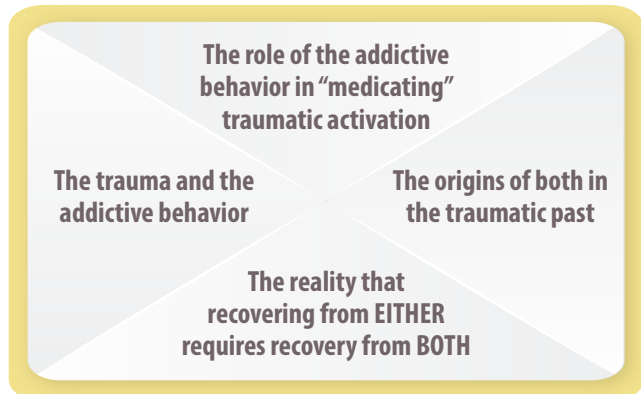 The role of the addictive
behavior in “medicating”
traumatic activation
The trauma and the
addictive behavior
The origins of both in
the traumatic past
The reality that
recovering from EITHER
requires recovery from BOTH